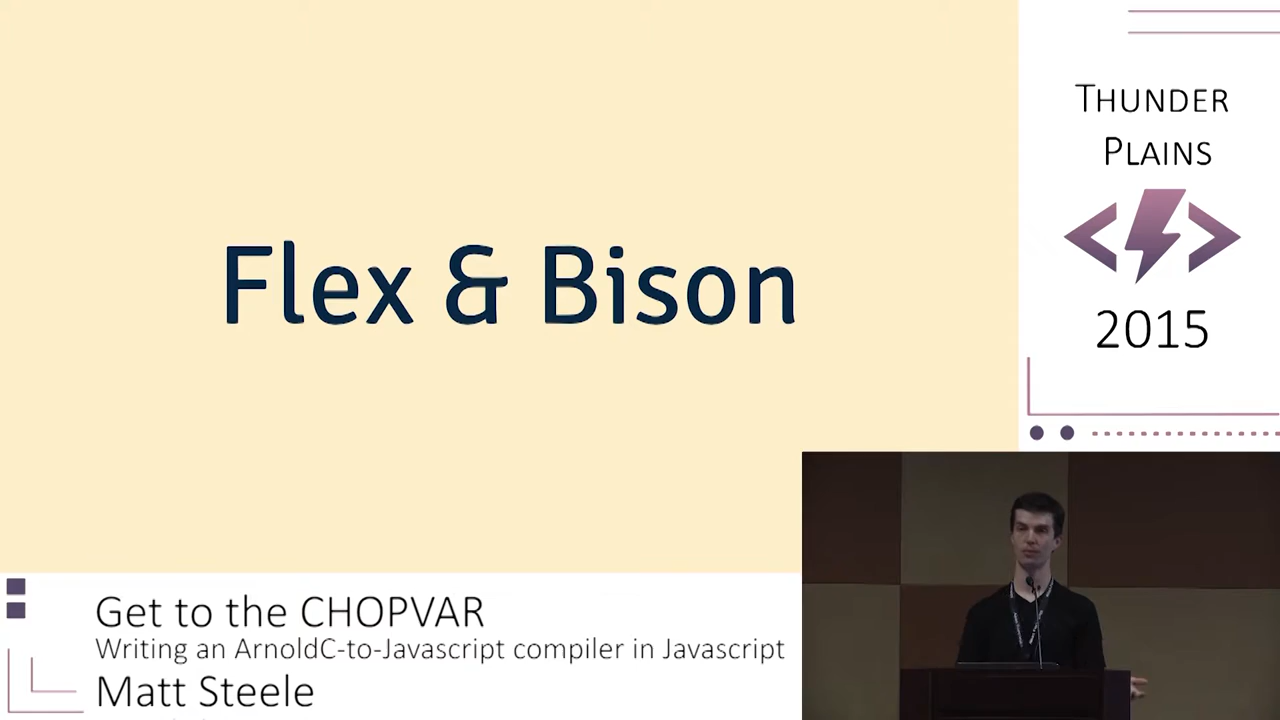 Flex & Bison
THUNDER
PLAINS
2015
Get to the CHOPVAR
Writing an ArnoldC-to-Javascript compiler in Javascript
Matt Steele